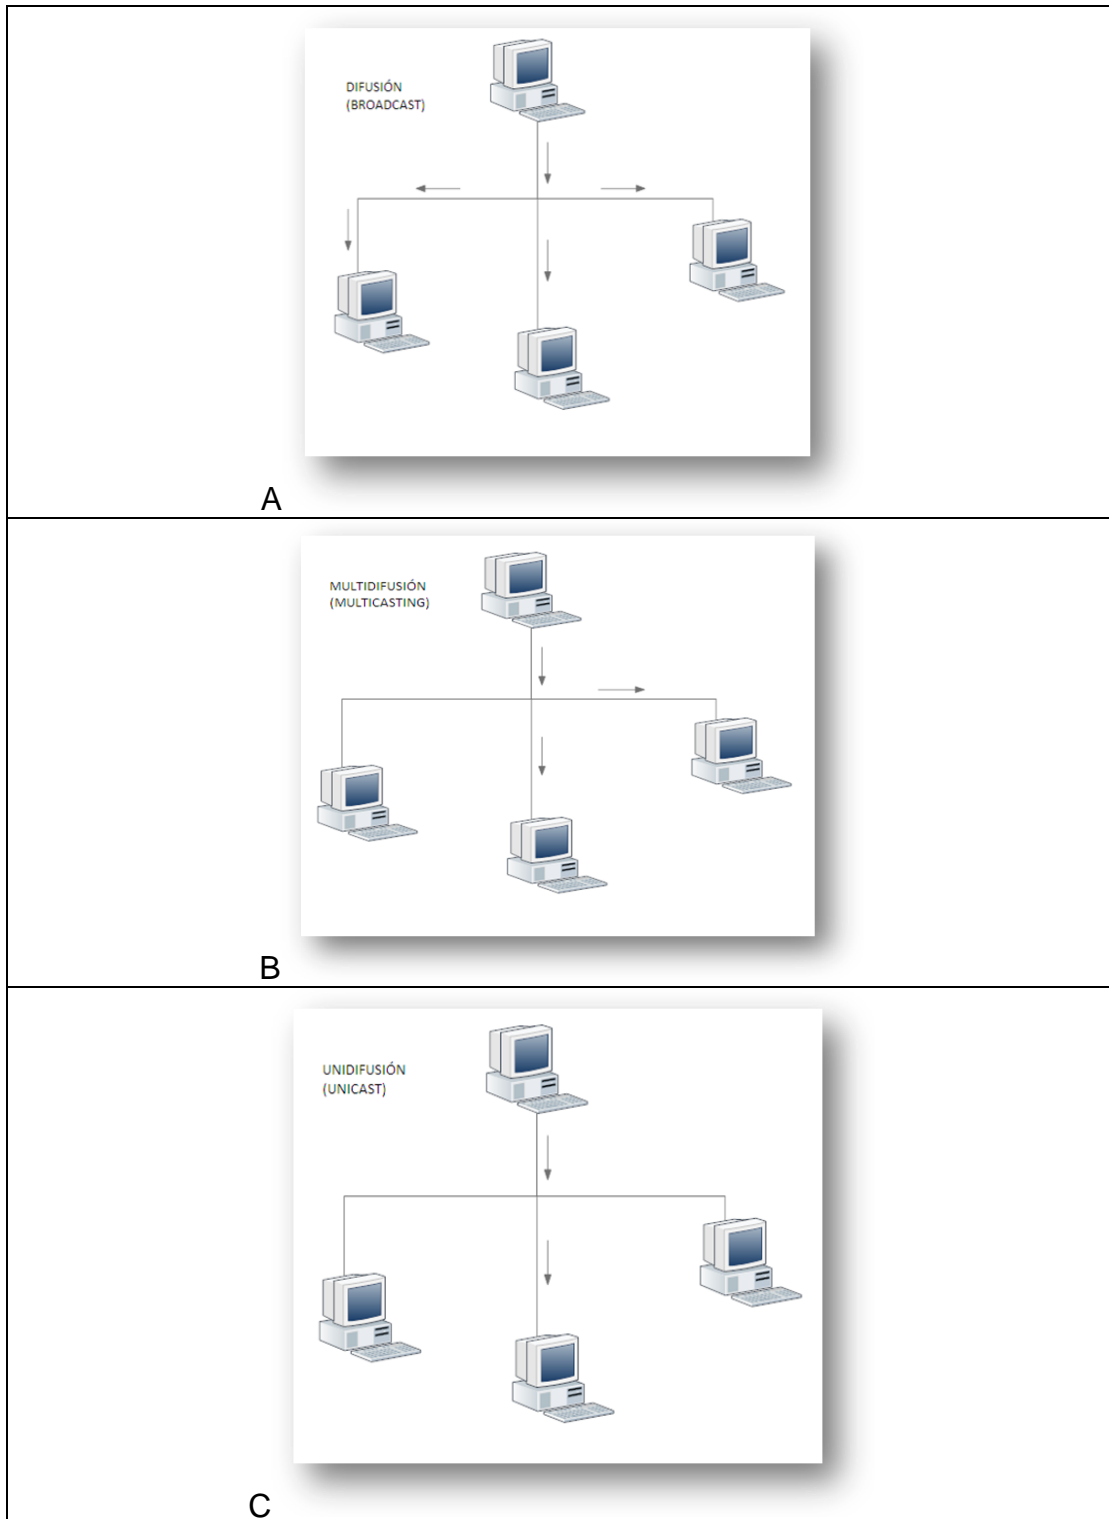 DIFUSIÓN
(BROADCAST)
A
MULTIDIFUSIÓN
(MULTICASTING)
B
UNIDIFUSIÓN
(UNICAST)
C